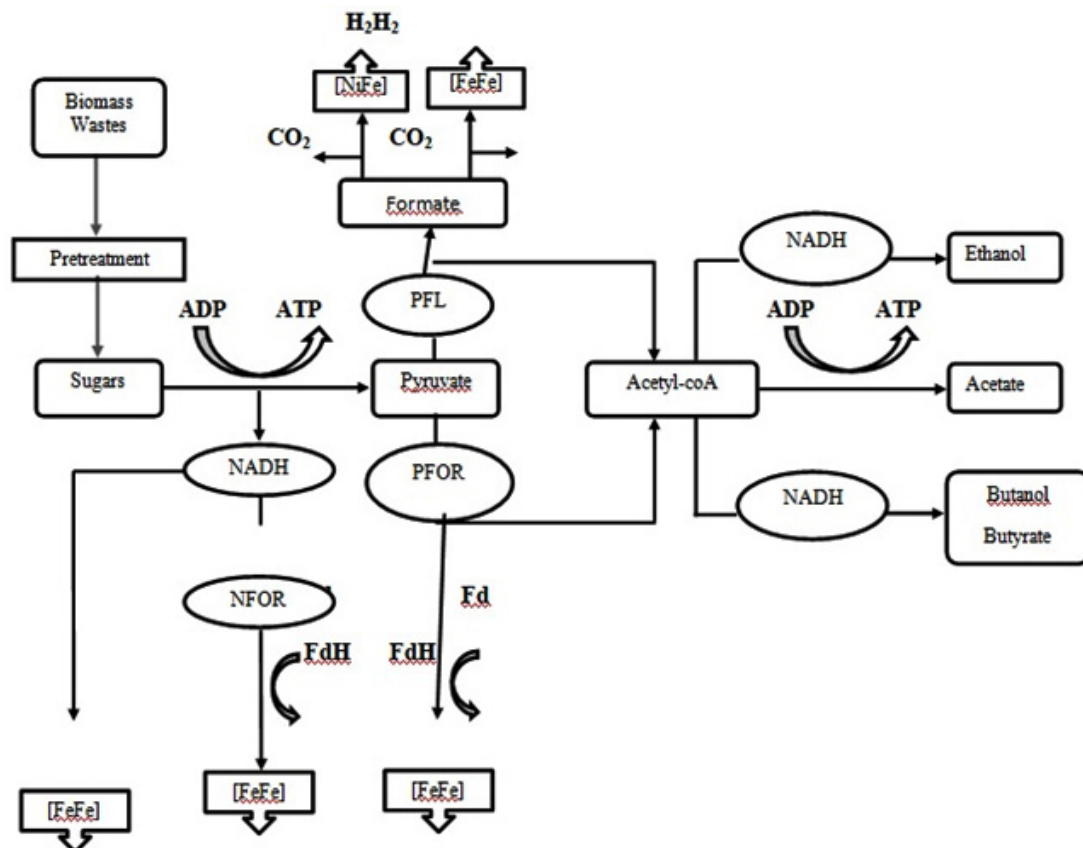 H₂H₂
[NiFe]
[FeFe]
Biomass
Wastes
CO₂
CO₂
Formate
NADH
Ethanol
Pretreatment
PFL
ADP
ATP
ADP
ATP
Sugars
Pyruvate
Acetyl-coA
Acetate
NADH
PFOR
NADH
Butanol
Butyrate
NFOR
Fd
FdH
FdH
[FeFe]
[FeFe]
[FeFe]